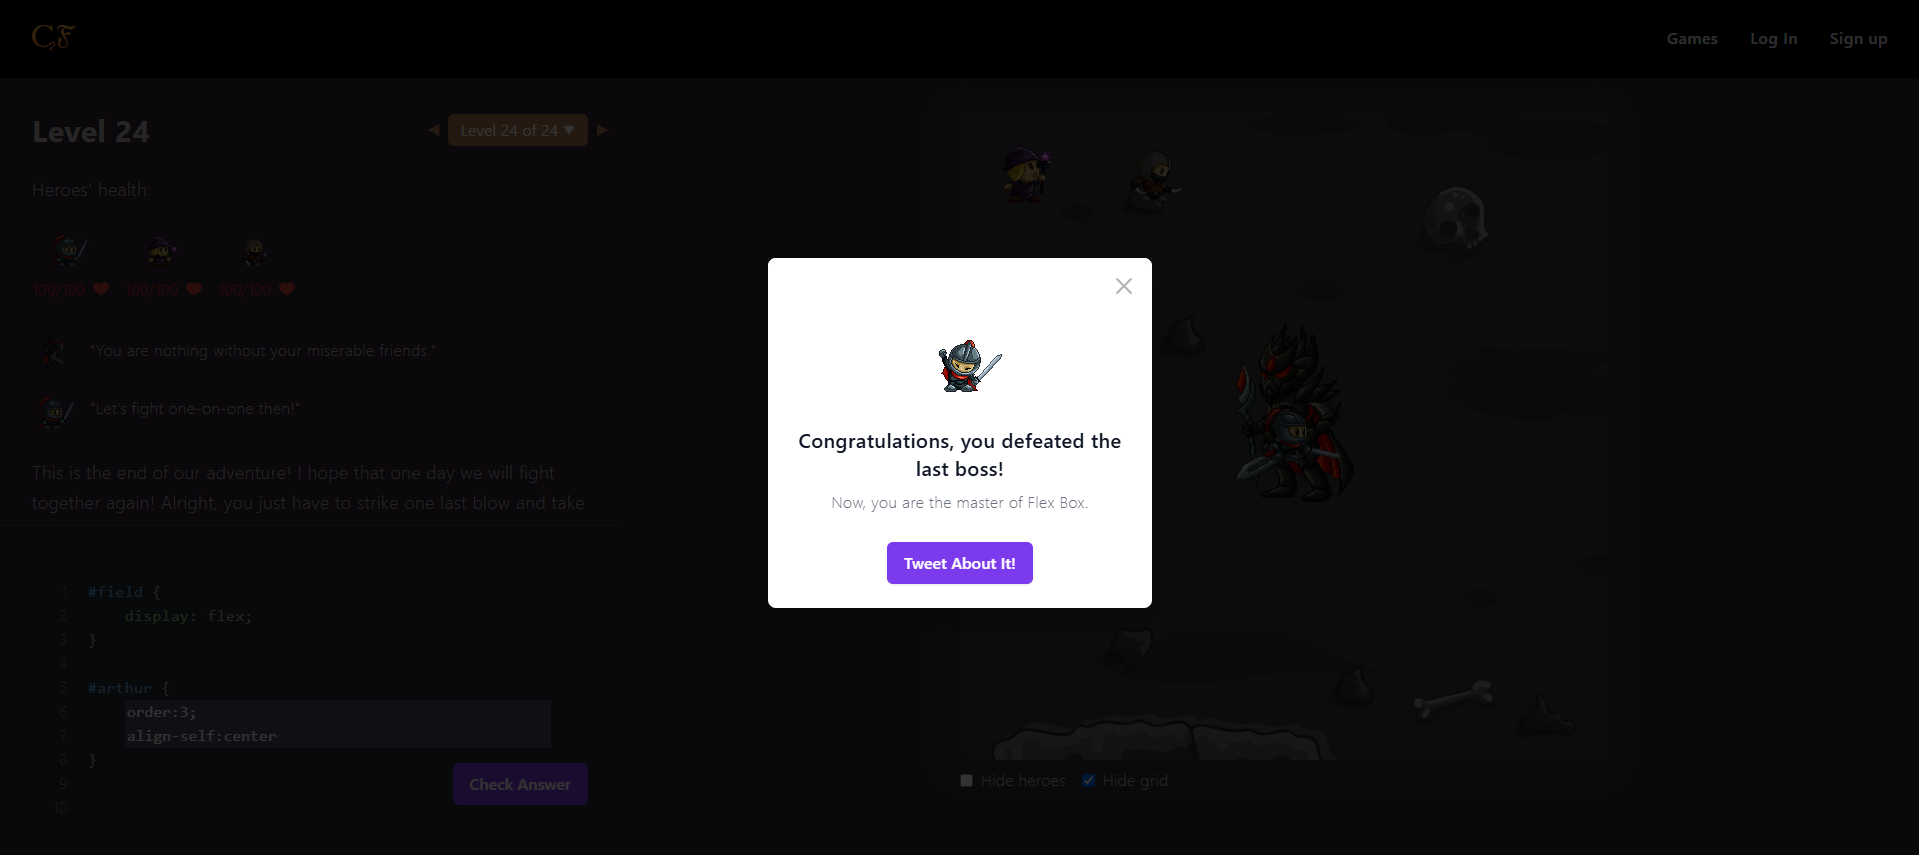 CF
Games Log In Sign up
Level 24
◀ Level 24 of 24 ▼ ▶
Heroes' health:
100/100 100/100 100/100
"You are nothing without your miserable friends."
"Let's fight one-on-one then!"
This is the end of our adventure! I hope that one day we will fight
together again! Alright, you just have to strike one last blow and take
1 #field {
2 display: flex;
3 }
4
5 #arthur {
6 order:3;
7 align-self:center
8 }
9
10
Check Answer
Congratulations, you defeated the
last boss!
Now, you are the master of Flex Box.
Tweet About It!
Hide heroes Hide grid